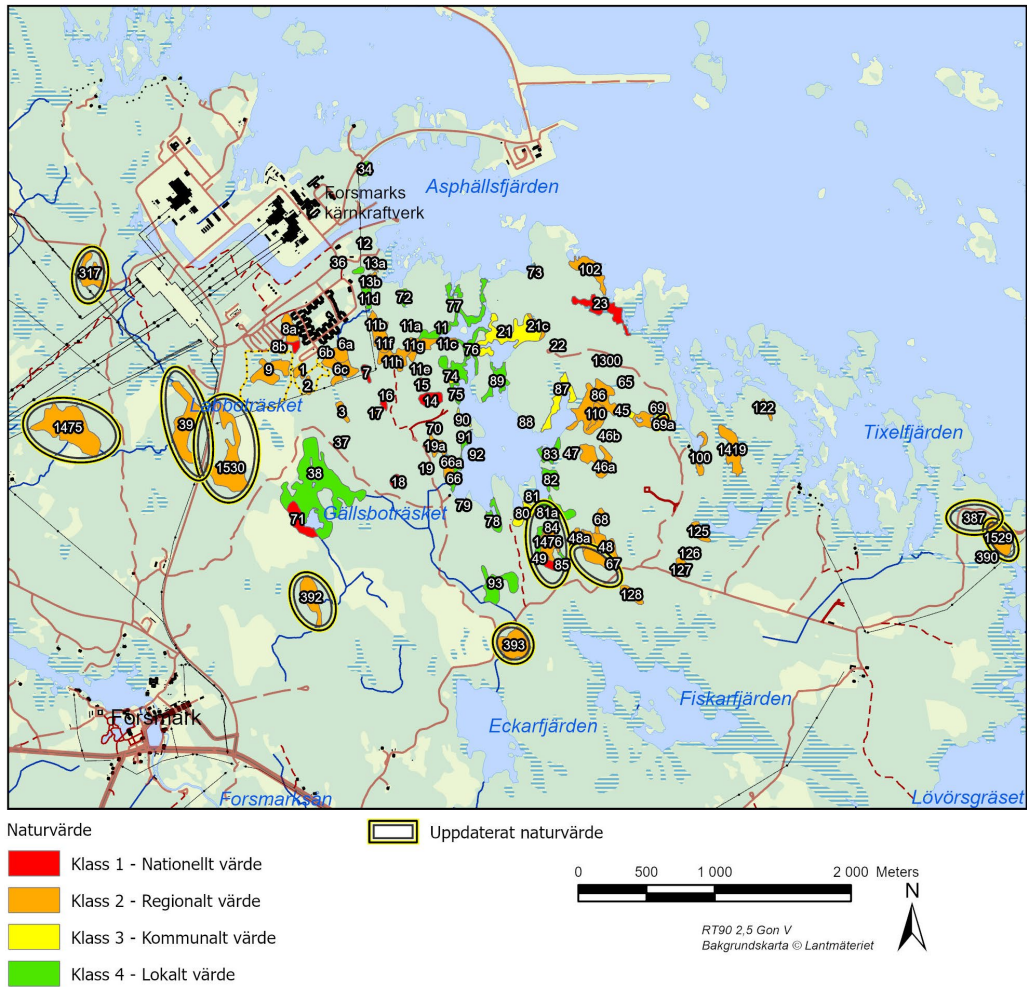 34
Asphällsfjärden
Forsmarks
kärnkraftverk
12
317
36
13a
13b
73
102
11d
72
77
23
8a
11b
11a
11
21
21c
8b
6a
11f
11g
11c
22
6b
76
9
1
11h
1300
6c
7
11e
74
2
15
89
65
16
75
87
86
14
Labboträsket
3
17
110
45
69
122
1475
39
70
90
88
69a
Tixelfjärden
37
19a
91
46b
1419
92
83
47
100
1530
38
19
66a
46a
66
82
18
79
81
387
71
Gällsboträsket
78
80
81a
68
84
125
1529
1476
48a
48
126
390
49
85
67
127
392
93
128
393
Forsmark
Eckarfjärden
Fiskarfjärden
Forsmarksån
Lövörsgräset
Naturvärde
Uppdaterat naturvärde
Klass 1 - Nationellt värde
Klass 2 - Regionalt värde
Klass 3 - Kommunalt värde
Klass 4 - Lokalt värde
0 500 1 000 2 000 Meters
N
RT90 2,5 Gon V
Bakgrundskarta © Lantmäteriet